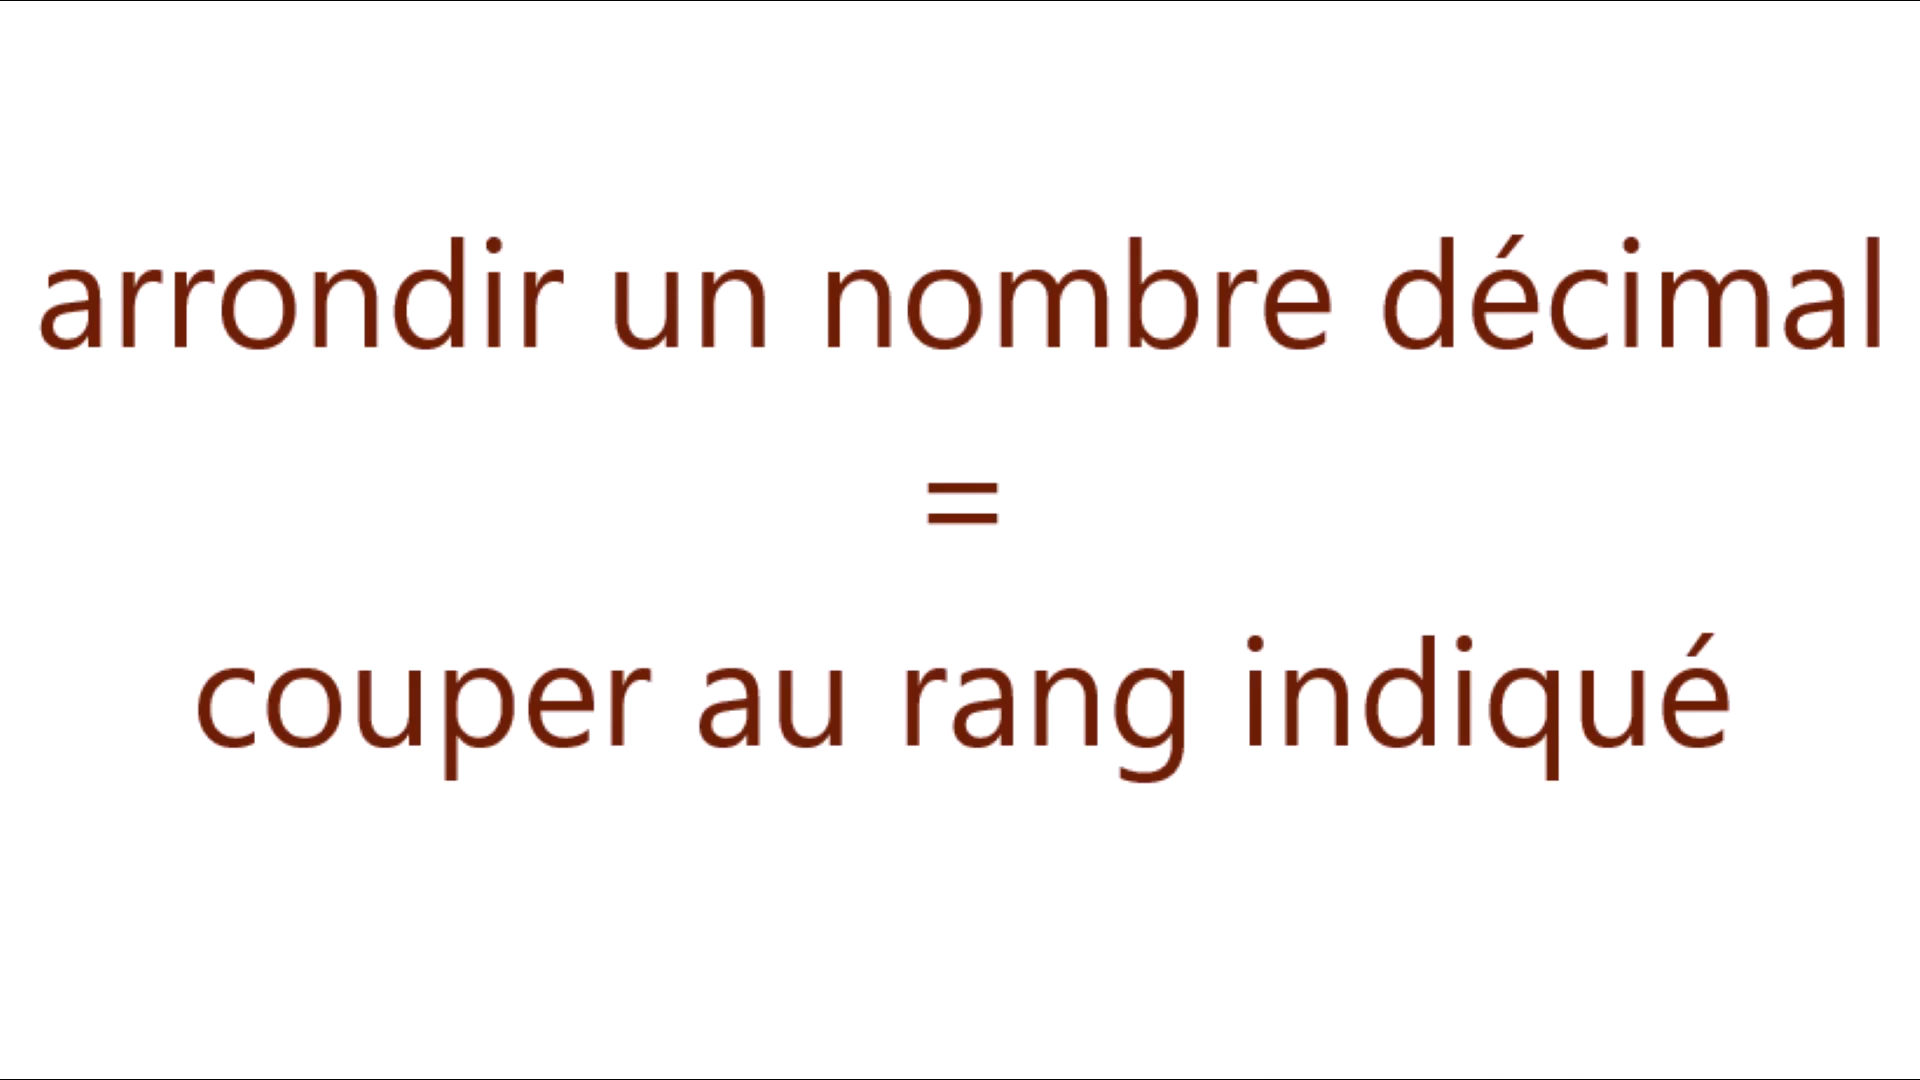 arrondir un nombre décimal
=
couper au rang indiqué